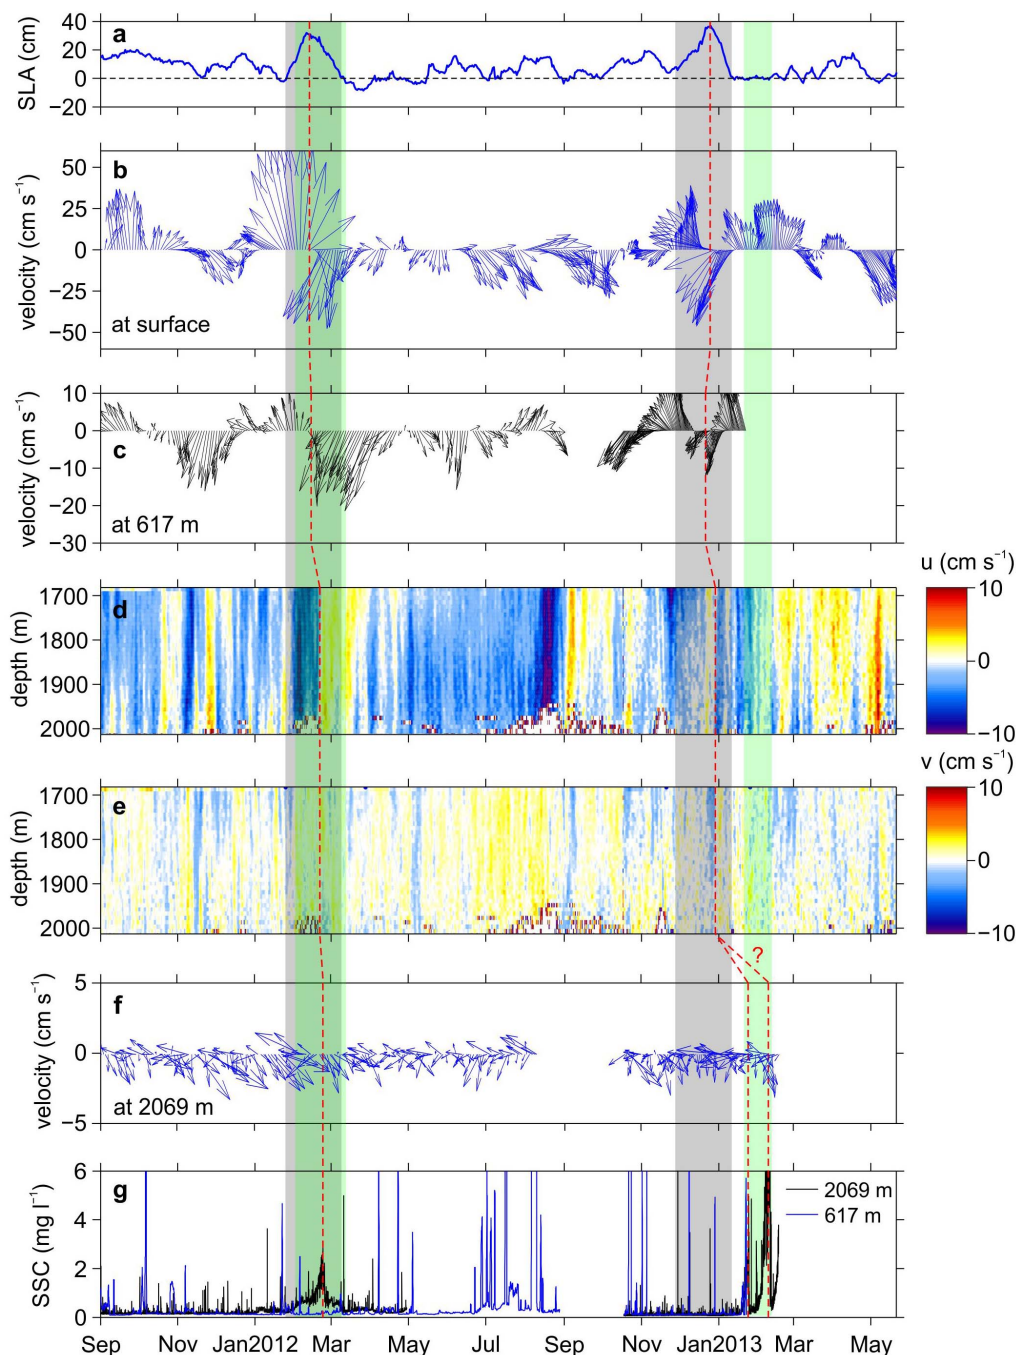 a
SLA (cm)
40
20
0
−20
b
velocity (cm s⁻¹)
50
25
0
−25
−50
at surface
c
velocity (cm s⁻¹)
10
0
−10
−20
−30
at 617 m
d
depth (m)
1700
1800
1900
2000
u (cm s⁻¹)
10
0
−10
e
depth (m)
1700
1800
1900
2000
v (cm s⁻¹)
10
0
−10
?
f
velocity (cm s⁻¹)
5
0
−5
at 2069 m
g
SSC (mg l⁻¹)
6
4
2
0
2069 m
617 m
Sep Nov Jan2012 Mar May Jul Sep Nov Jan2013 Mar May